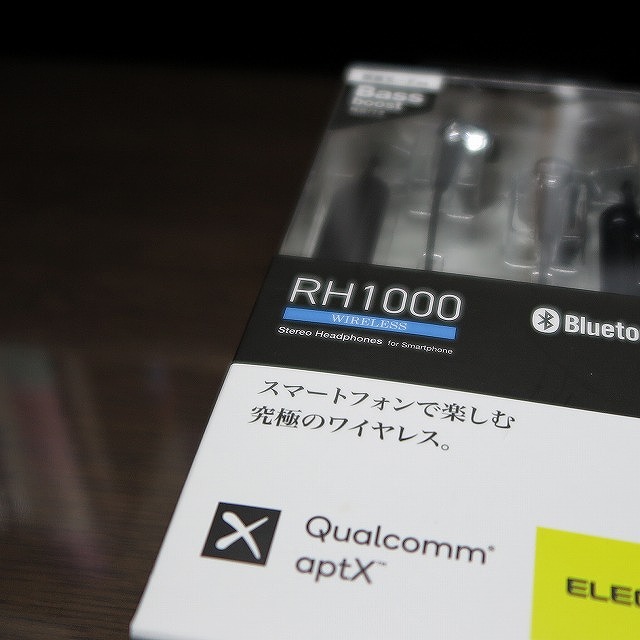 Bass
BOOST
RH1000
WIRELESS
Stereo Headphones for Smartphone
Blueto
スマートフォンで楽しむ
究極のワイヤレス。
Qualcomm®
aptX™
ELEC